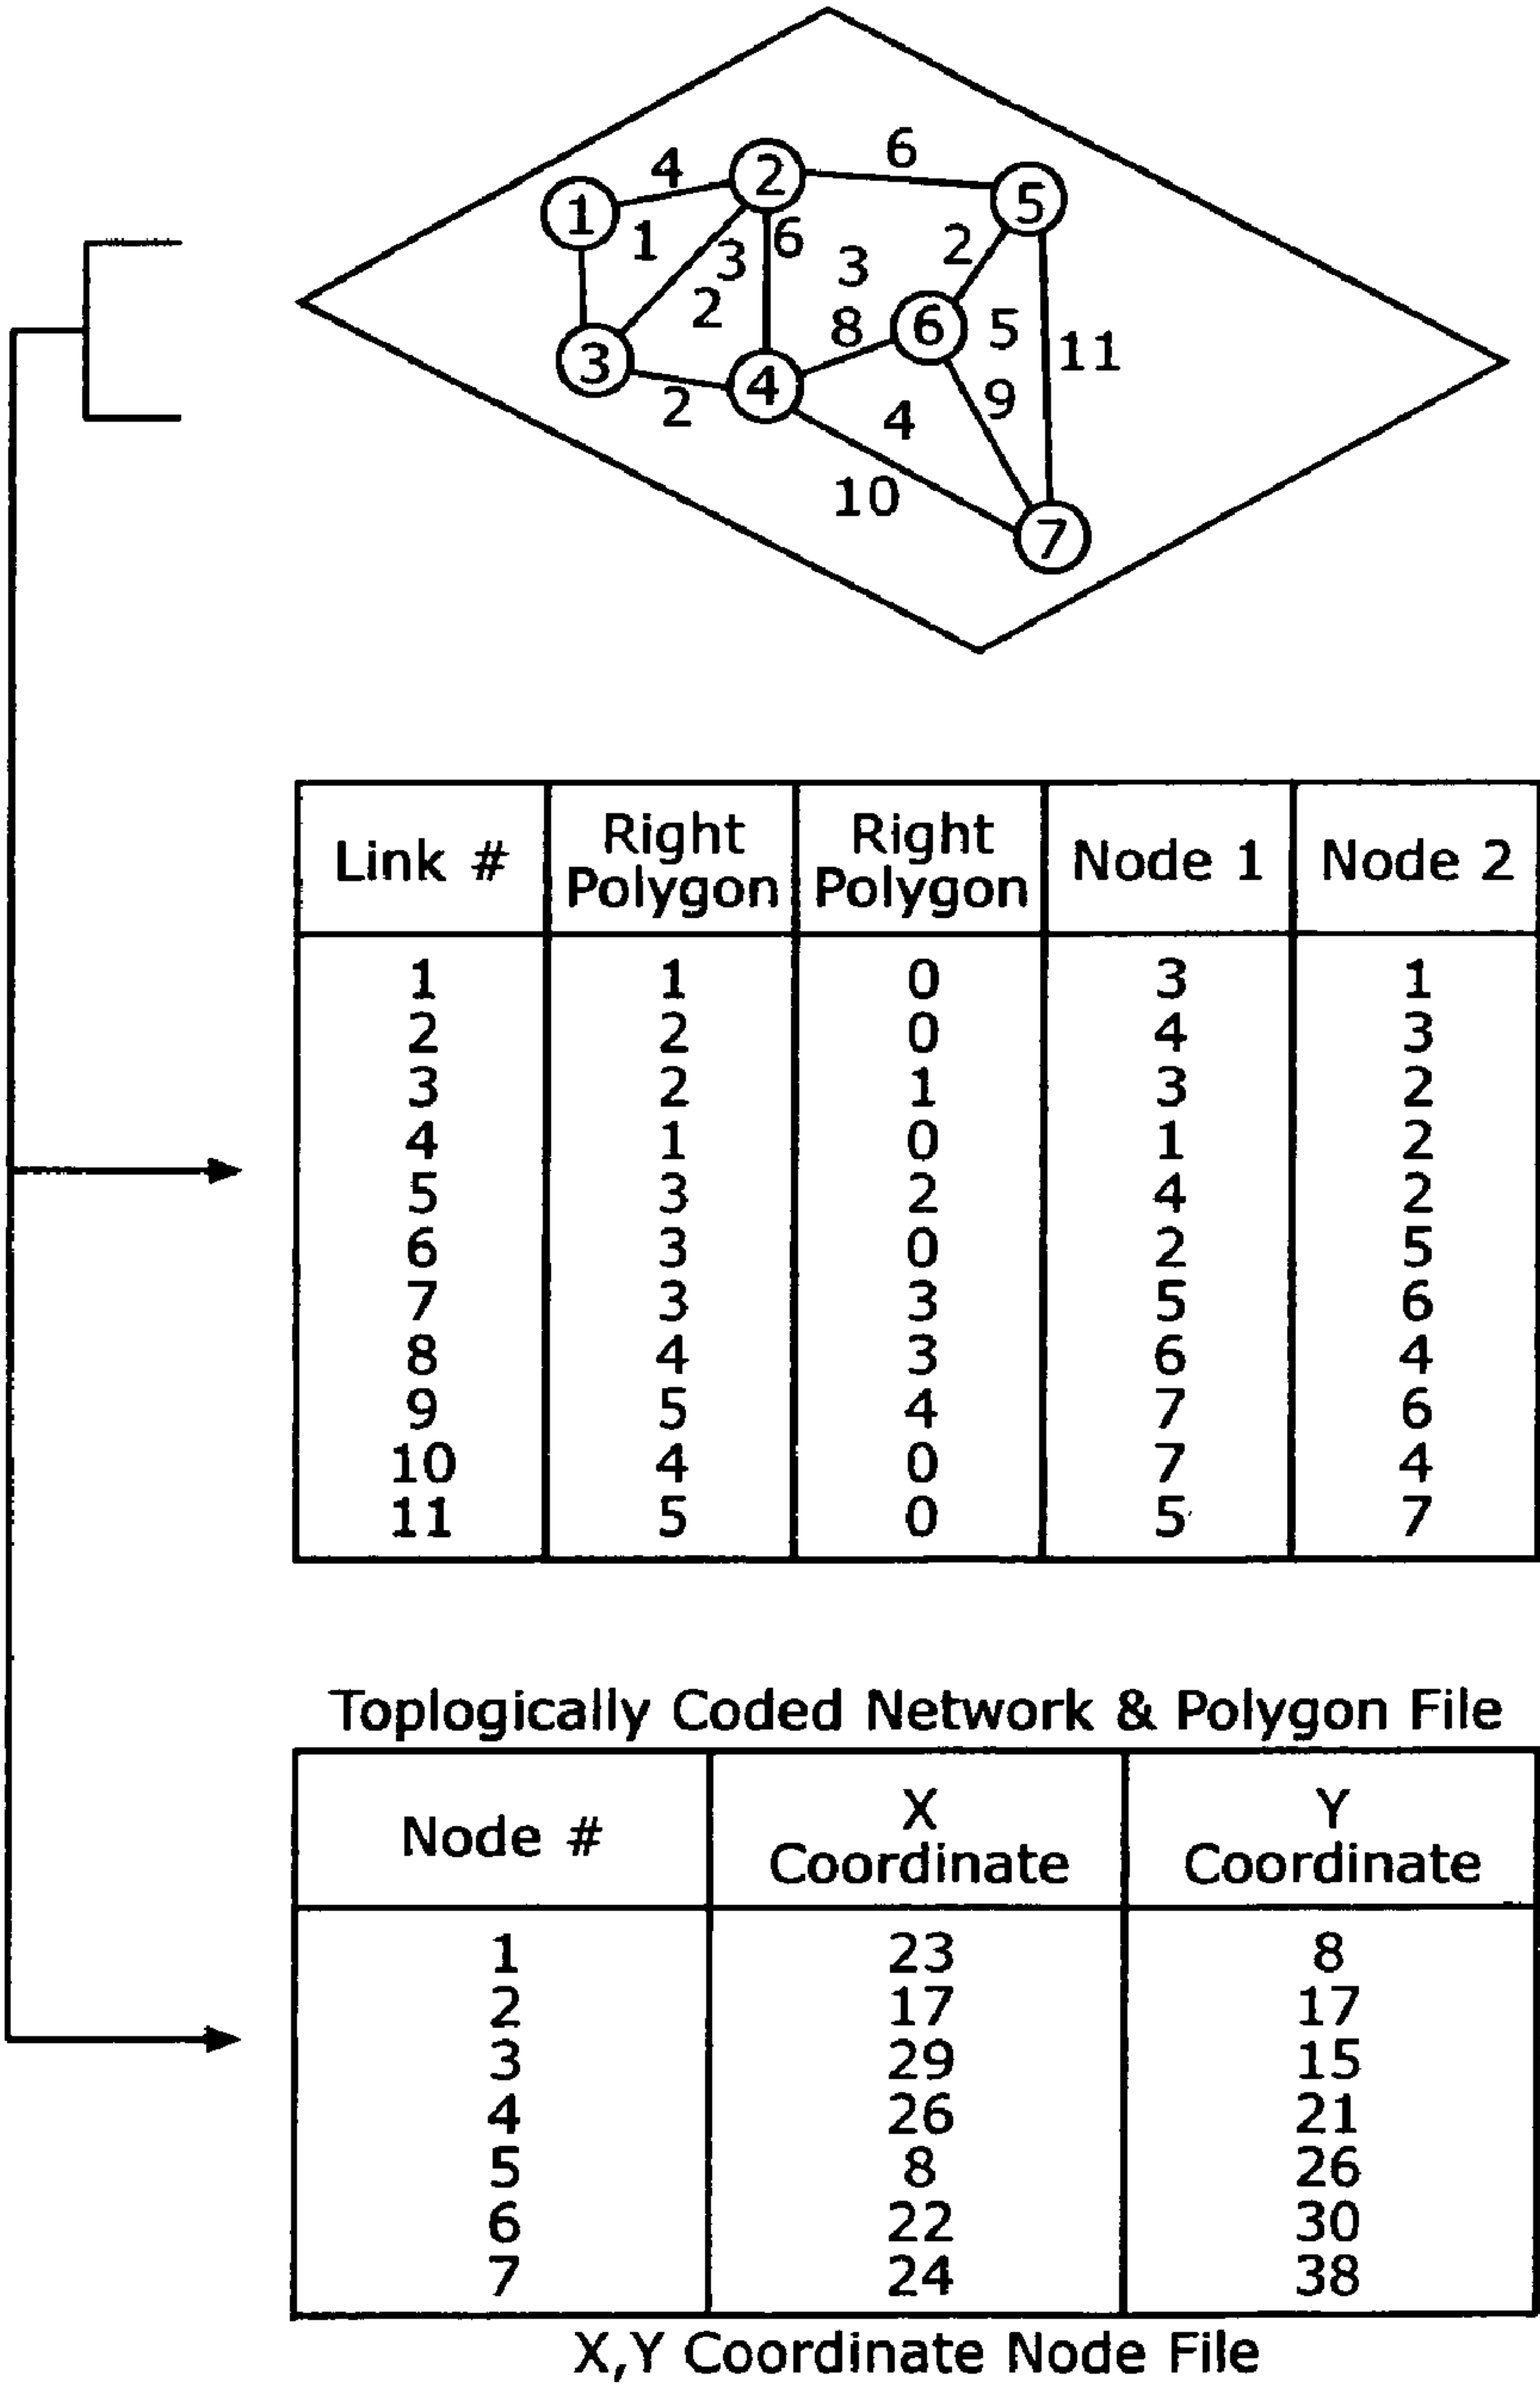 4 2 6
1 5
1 3 6 3 2
2 8 6 5 11
3 4 9
2 4
10
7
Link # Right Polygon Right Polygon Node 1 Node 2
1 1 0 3 1
2 2 0 4 3
3 2 1 3 2
4 1 0 1 2
5 3 2 4 2
6 3 0 2 5
7 3 3 5 6
8 4 3 6 4
9 5 4 7 6
10 4 0 7 4
11 5 0 5 7
Toplogically Coded Network & Polygon File
Node # X Coordinate Y Coordinate
1 23 8
2 17 17
3 29 15
4 26 21
5 8 26
6 22 30
7 24 38
X,Y Coordinate Node File